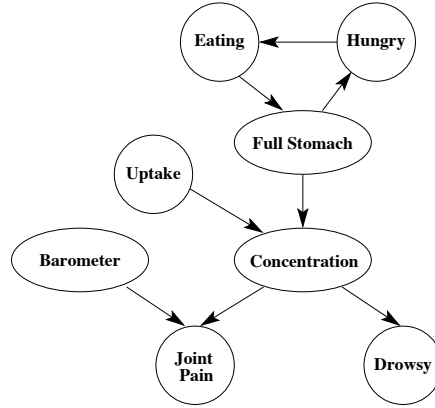 Eating
Hungry
Full Stomach
Uptake
Barometer
Concentration
Joint
Pain
Drowsy